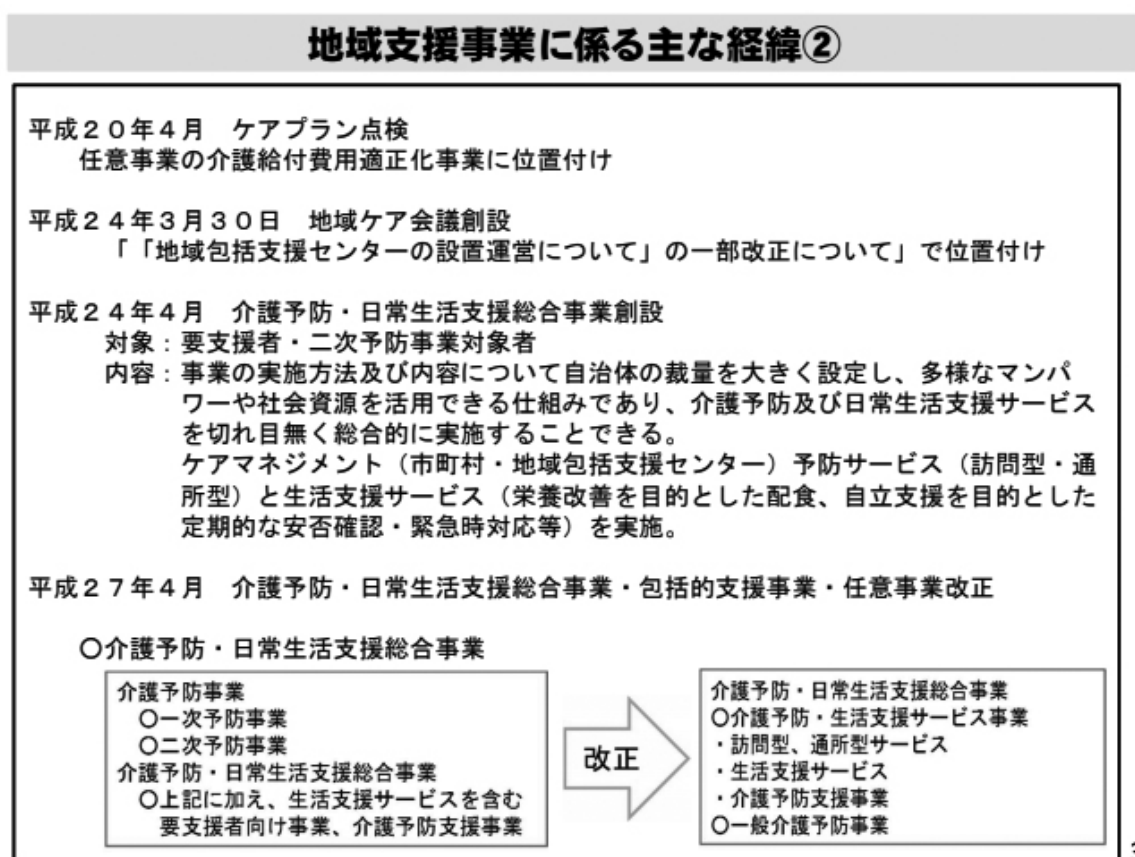 地域支援事業に係る主な経緯②
平成２０年４月　ケアプラン点検
任意事業の介護給付費用適正化事業に位置付け
平成２４年３月３０日　地域ケア会議創設
「「地域包括支援センターの設置運営について」の一部改正について」で位置付け
平成２４年４月　介護予防・日常生活支援総合事業創設
対象：要支援者・二次予防事業対象者
内容：事業の実施方法及び内容について自治体の裁量を大きく設定し、多様なマンパ
ワーや社会資源を活用できる仕組みであり、介護予防及び日常生活支援サービス
を切れ目無く総合的に実施することできる。
ケアマネジメント（市町村・地域包括支援センター）予防サービス（訪問型・通
所型）と生活支援サービス（栄養改善を目的とした配食、自立支援を目的とした
定期的な安否確認・緊急時対応等）を実施。
平成２７年４月　介護予防・日常生活支援総合事業・包括的支援事業・任意事業改正
〇介護予防・日常生活支援総合事業
介護予防事業
〇一次予防事業
〇二次予防事業
介護予防・日常生活支援総合事業
〇上記に加え、生活支援サービスを含む
要支援者向け事業、介護予防支援事業
改正
介護予防・日常生活支援総合事業
〇介護予防・生活支援サービス事業
・訪問型、通所型サービス
・生活支援サービス
・介護予防支援事業
〇一般介護予防事業